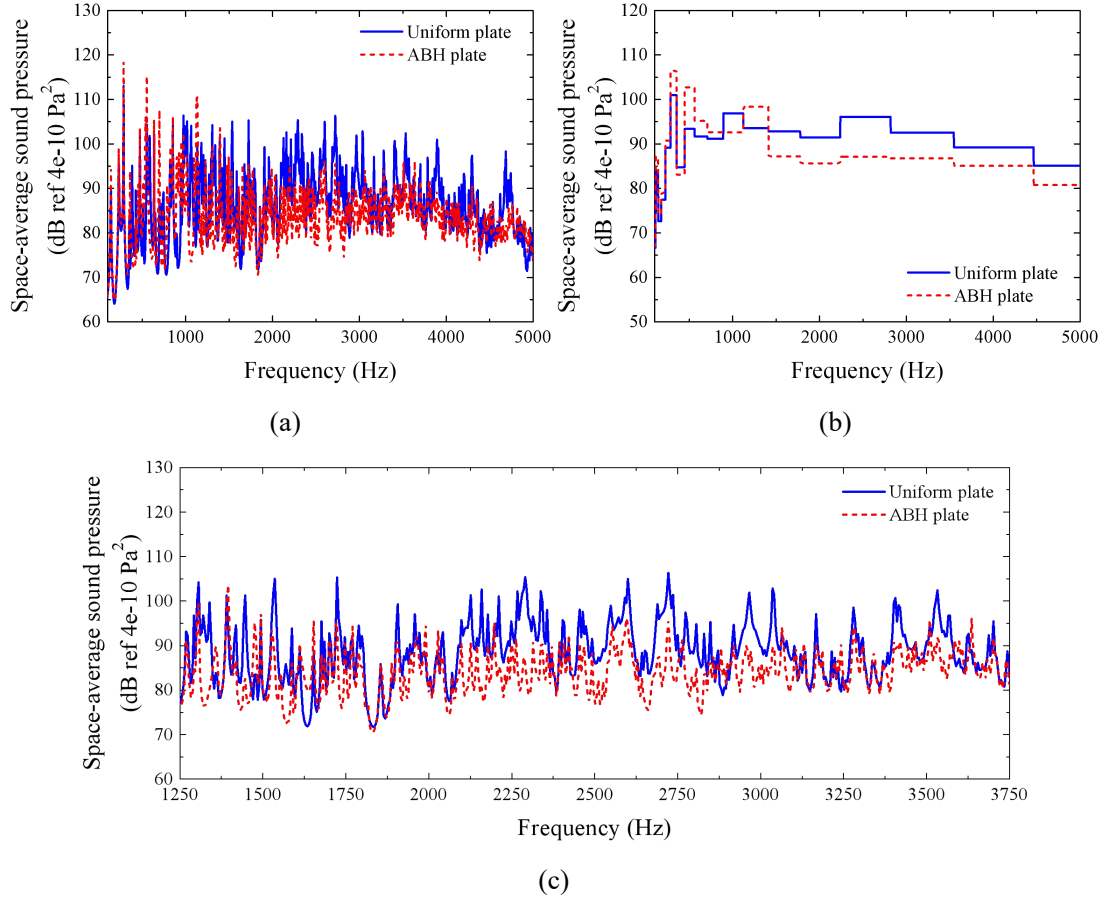 130
120
110
100
90
80
70
60
1000
2000
3000
4000
5000
Space-average sound pressure
(dB ref 4e-10 Pa²)
Frequency (Hz)
Uniform plate
ABH plate
(a)
120
110
100
90
80
70
60
50
1000
2000
3000
4000
5000
Space-average sound pressure
(dB ref 4e-10 Pa²)
Frequency (Hz)
Uniform plate
ABH plate
(b)
130
120
110
100
90
80
70
60
1250
1500
1750
2000
2250
2500
2750
3000
3250
3500
3750
Space-average sound pressure
(dB ref 4e-10 Pa²)
Frequency (Hz)
Uniform plate
ABH plate
(c)